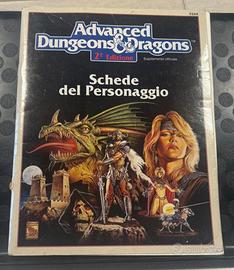 Advanced
Dungeons & Dragons
2ª Edizione
Supplemento ufficiale
Schede
del Personaggio